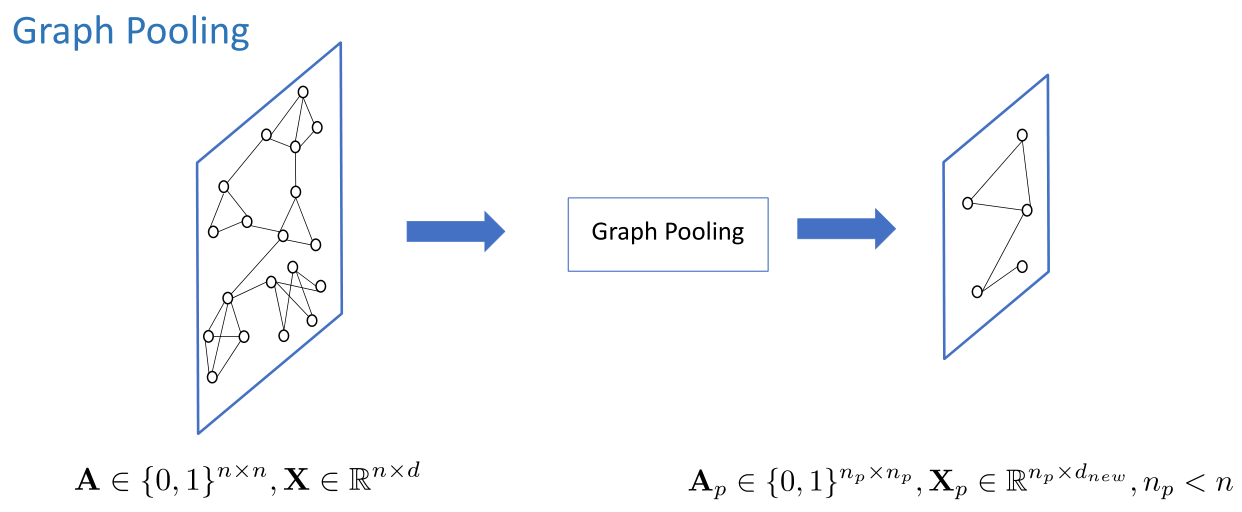 Graph Pooling
Graph Pooling
$\mathbf{A} \in \{0, 1\}^{n \times n}, \mathbf{X} \in \mathbb{R}^{n \times d}$
$\mathbf{A}_p \in \{0, 1\}^{n_p \times n_p}, \mathbf{X}_p \in \mathbb{R}^{n_p \times d_{new}}, n_p < n$